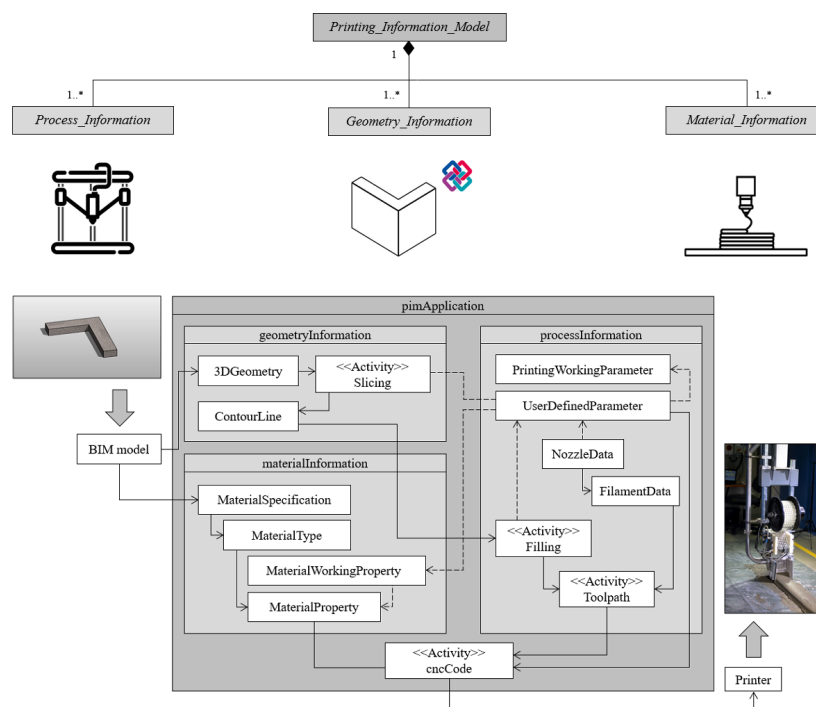 Printing_Information_Model
1
1..*
1..*
1..*
Process_Information
Geometry_Information
Material_Information
pimApplication
geometryInformation
3DGeometry
<<Activity>>
Slicing
ContourLine
BIM model
materialInformation
MaterialSpecification
MaterialType
MaterialWorkingProperty
MaterialProperty
processInformation
PrintingWorkingParameter
UserDefinedParameter
NozzleData
FilamentData
<<Activity>>
Filling
<<Activity>>
Toolpath
<<Activity>>
cncCode
Printer